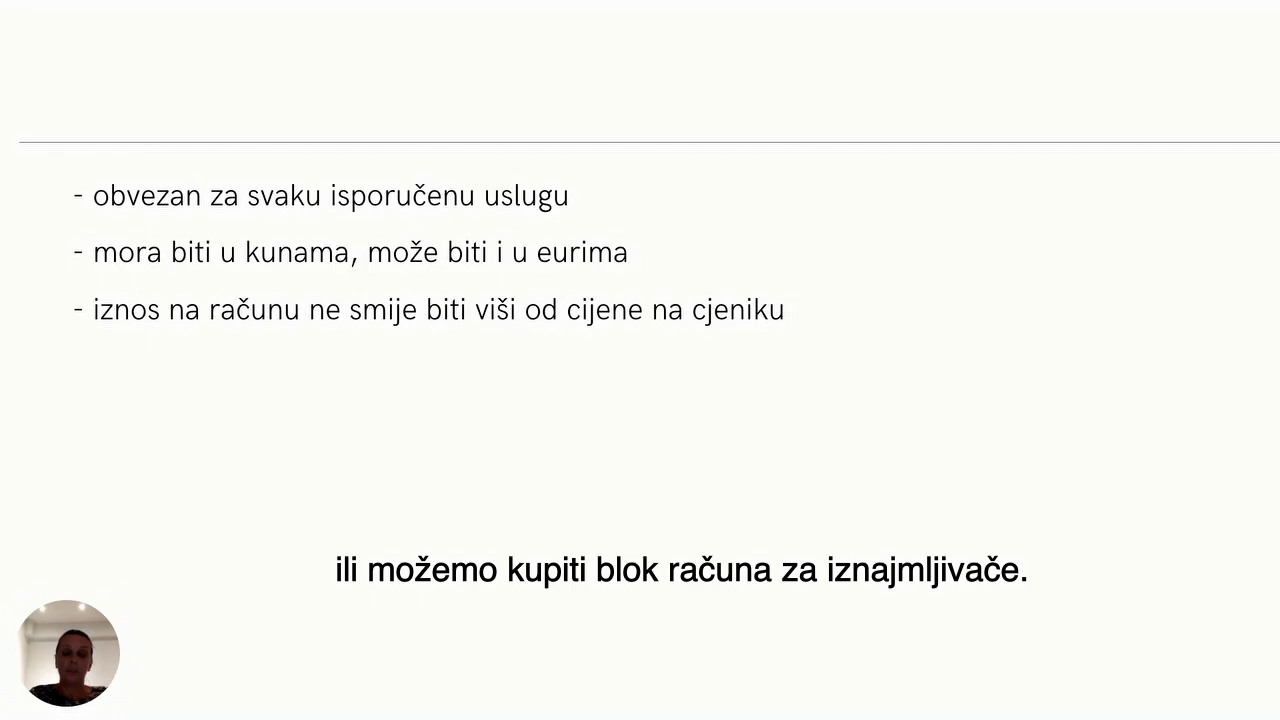 - obvezan za svaku isporučenu uslugu
- mora biti u kunama, može biti i u eurima
- iznos na računu ne smije biti viši od cijene na cjeniku
ili možemo kupiti blok računa za iznajmljivače.